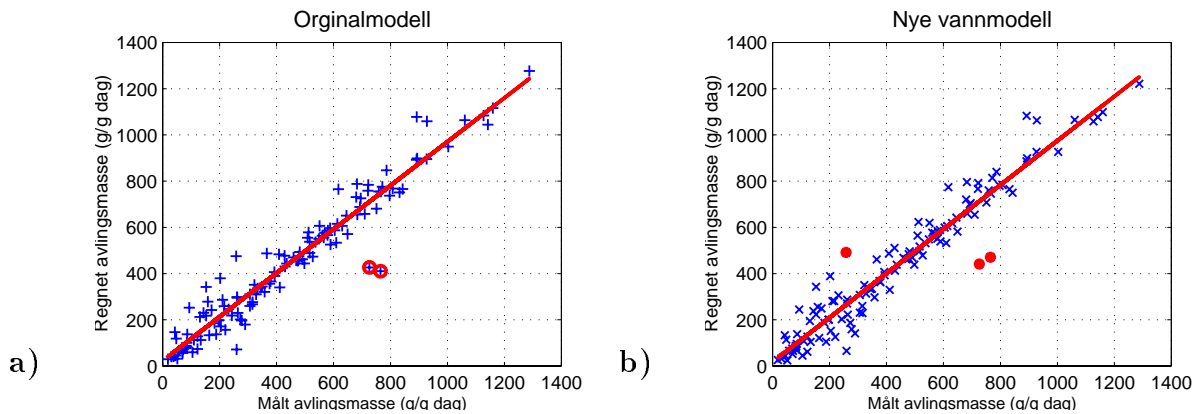 Orginalmodell
1400
1200
1000
800
600
400
200
0
Regnet avlingsmasse (g/g dag)
0 200 400 600 800 1000 1200 1400
Målt avlingsmasse (g/g dag)
a)
Nye vannmodell
1400
1200
1000
800
600
400
200
0
Regnet avlingsmasse (g/g dag)
0 200 400 600 800 1000 1200 1400
Målt avlingsmasse (g/g dag)
b)